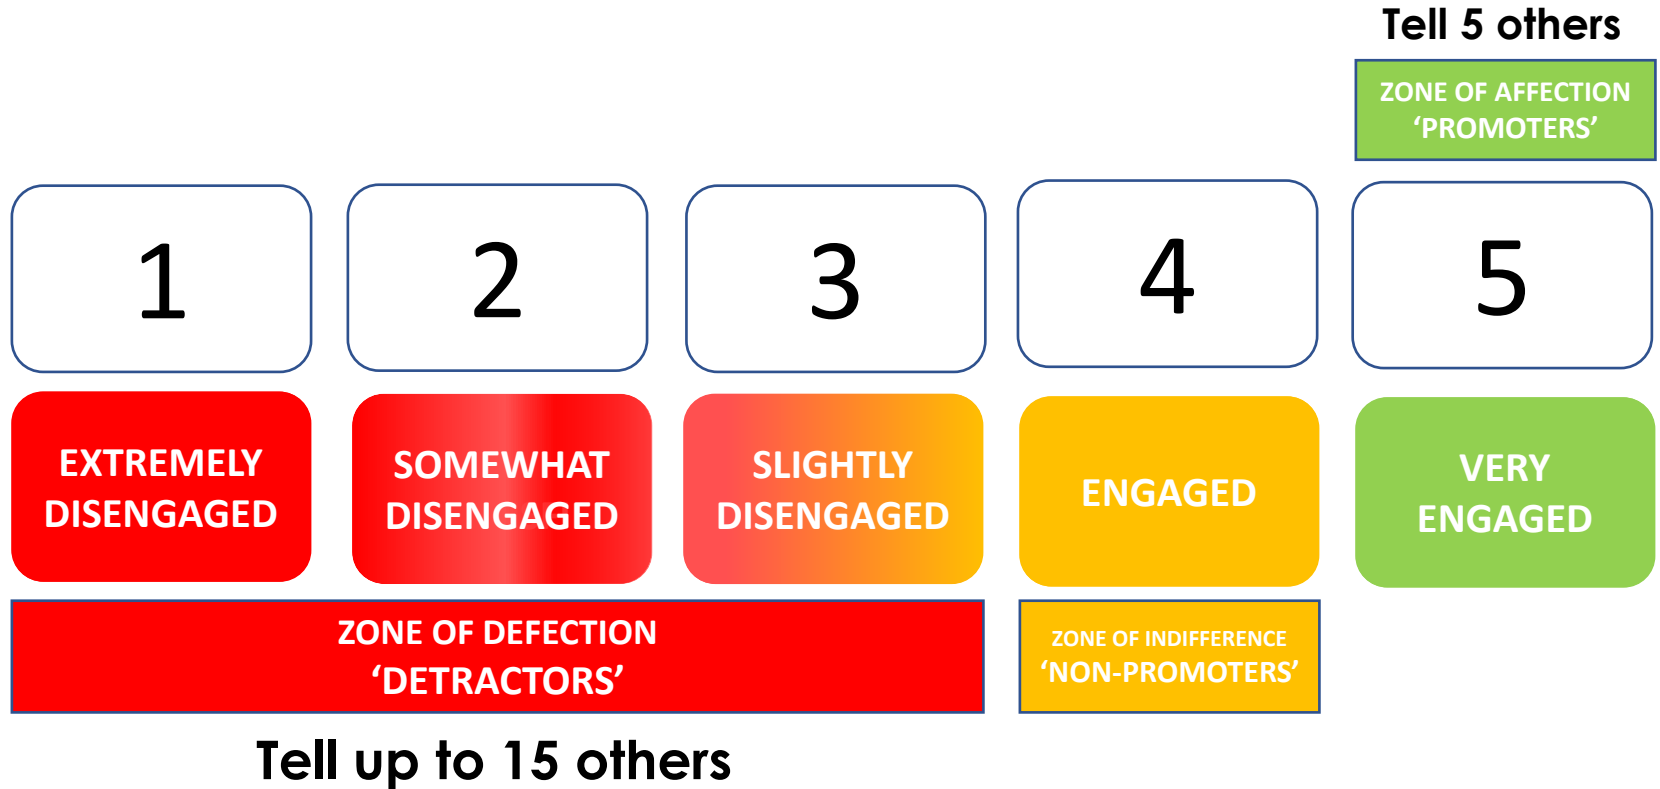 Tell 5 others
ZONE OF AFFECTION
‘PROMOTERS’
1
2
3
4
5
EXTREMELY
DISENGAGED
SOMEWHAT
DISENGAGED
SLIGHTLY
DISENGAGED
ENGAGED
VERY
ENGAGED
ZONE OF DEFECTION
‘DETRACTORS’
ZONE OF INDIFFERENCE
‘NON-PROMOTERS’
Tell up to 15 others